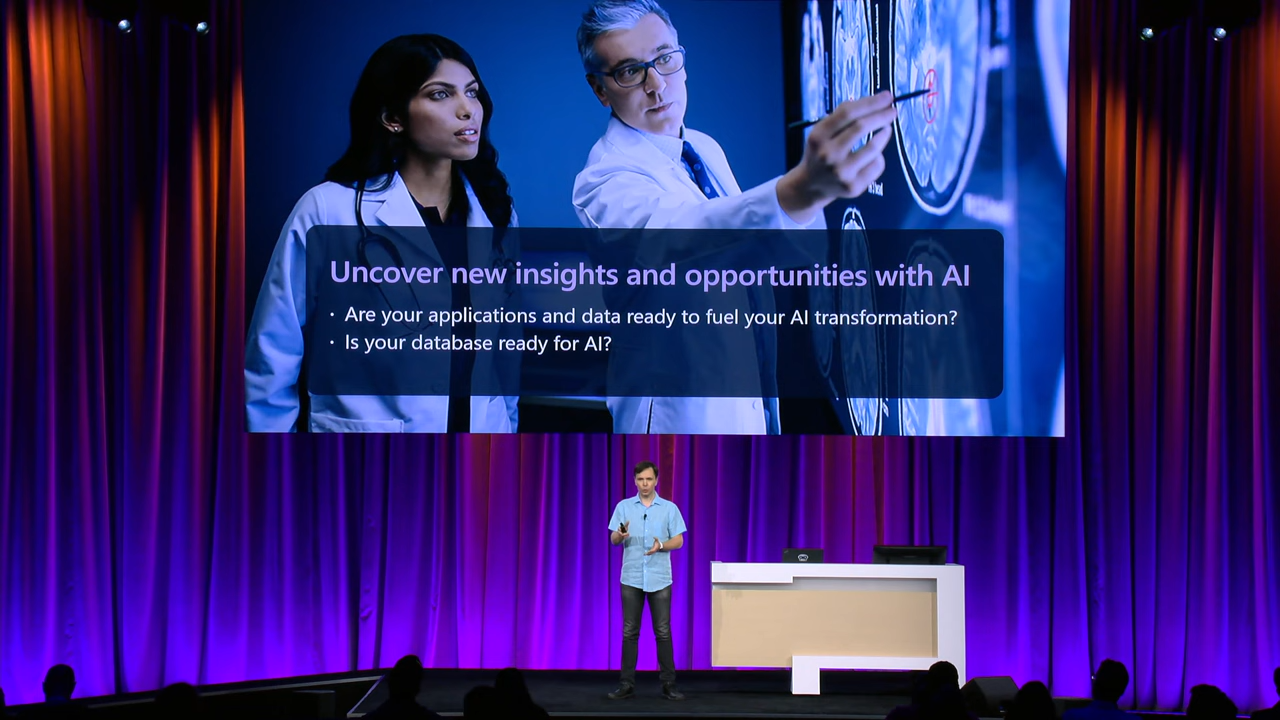 Uncover new insights and opportunities with AI
• Are your applications and data ready to fuel your AI transformation?
• Is your database ready for AI?